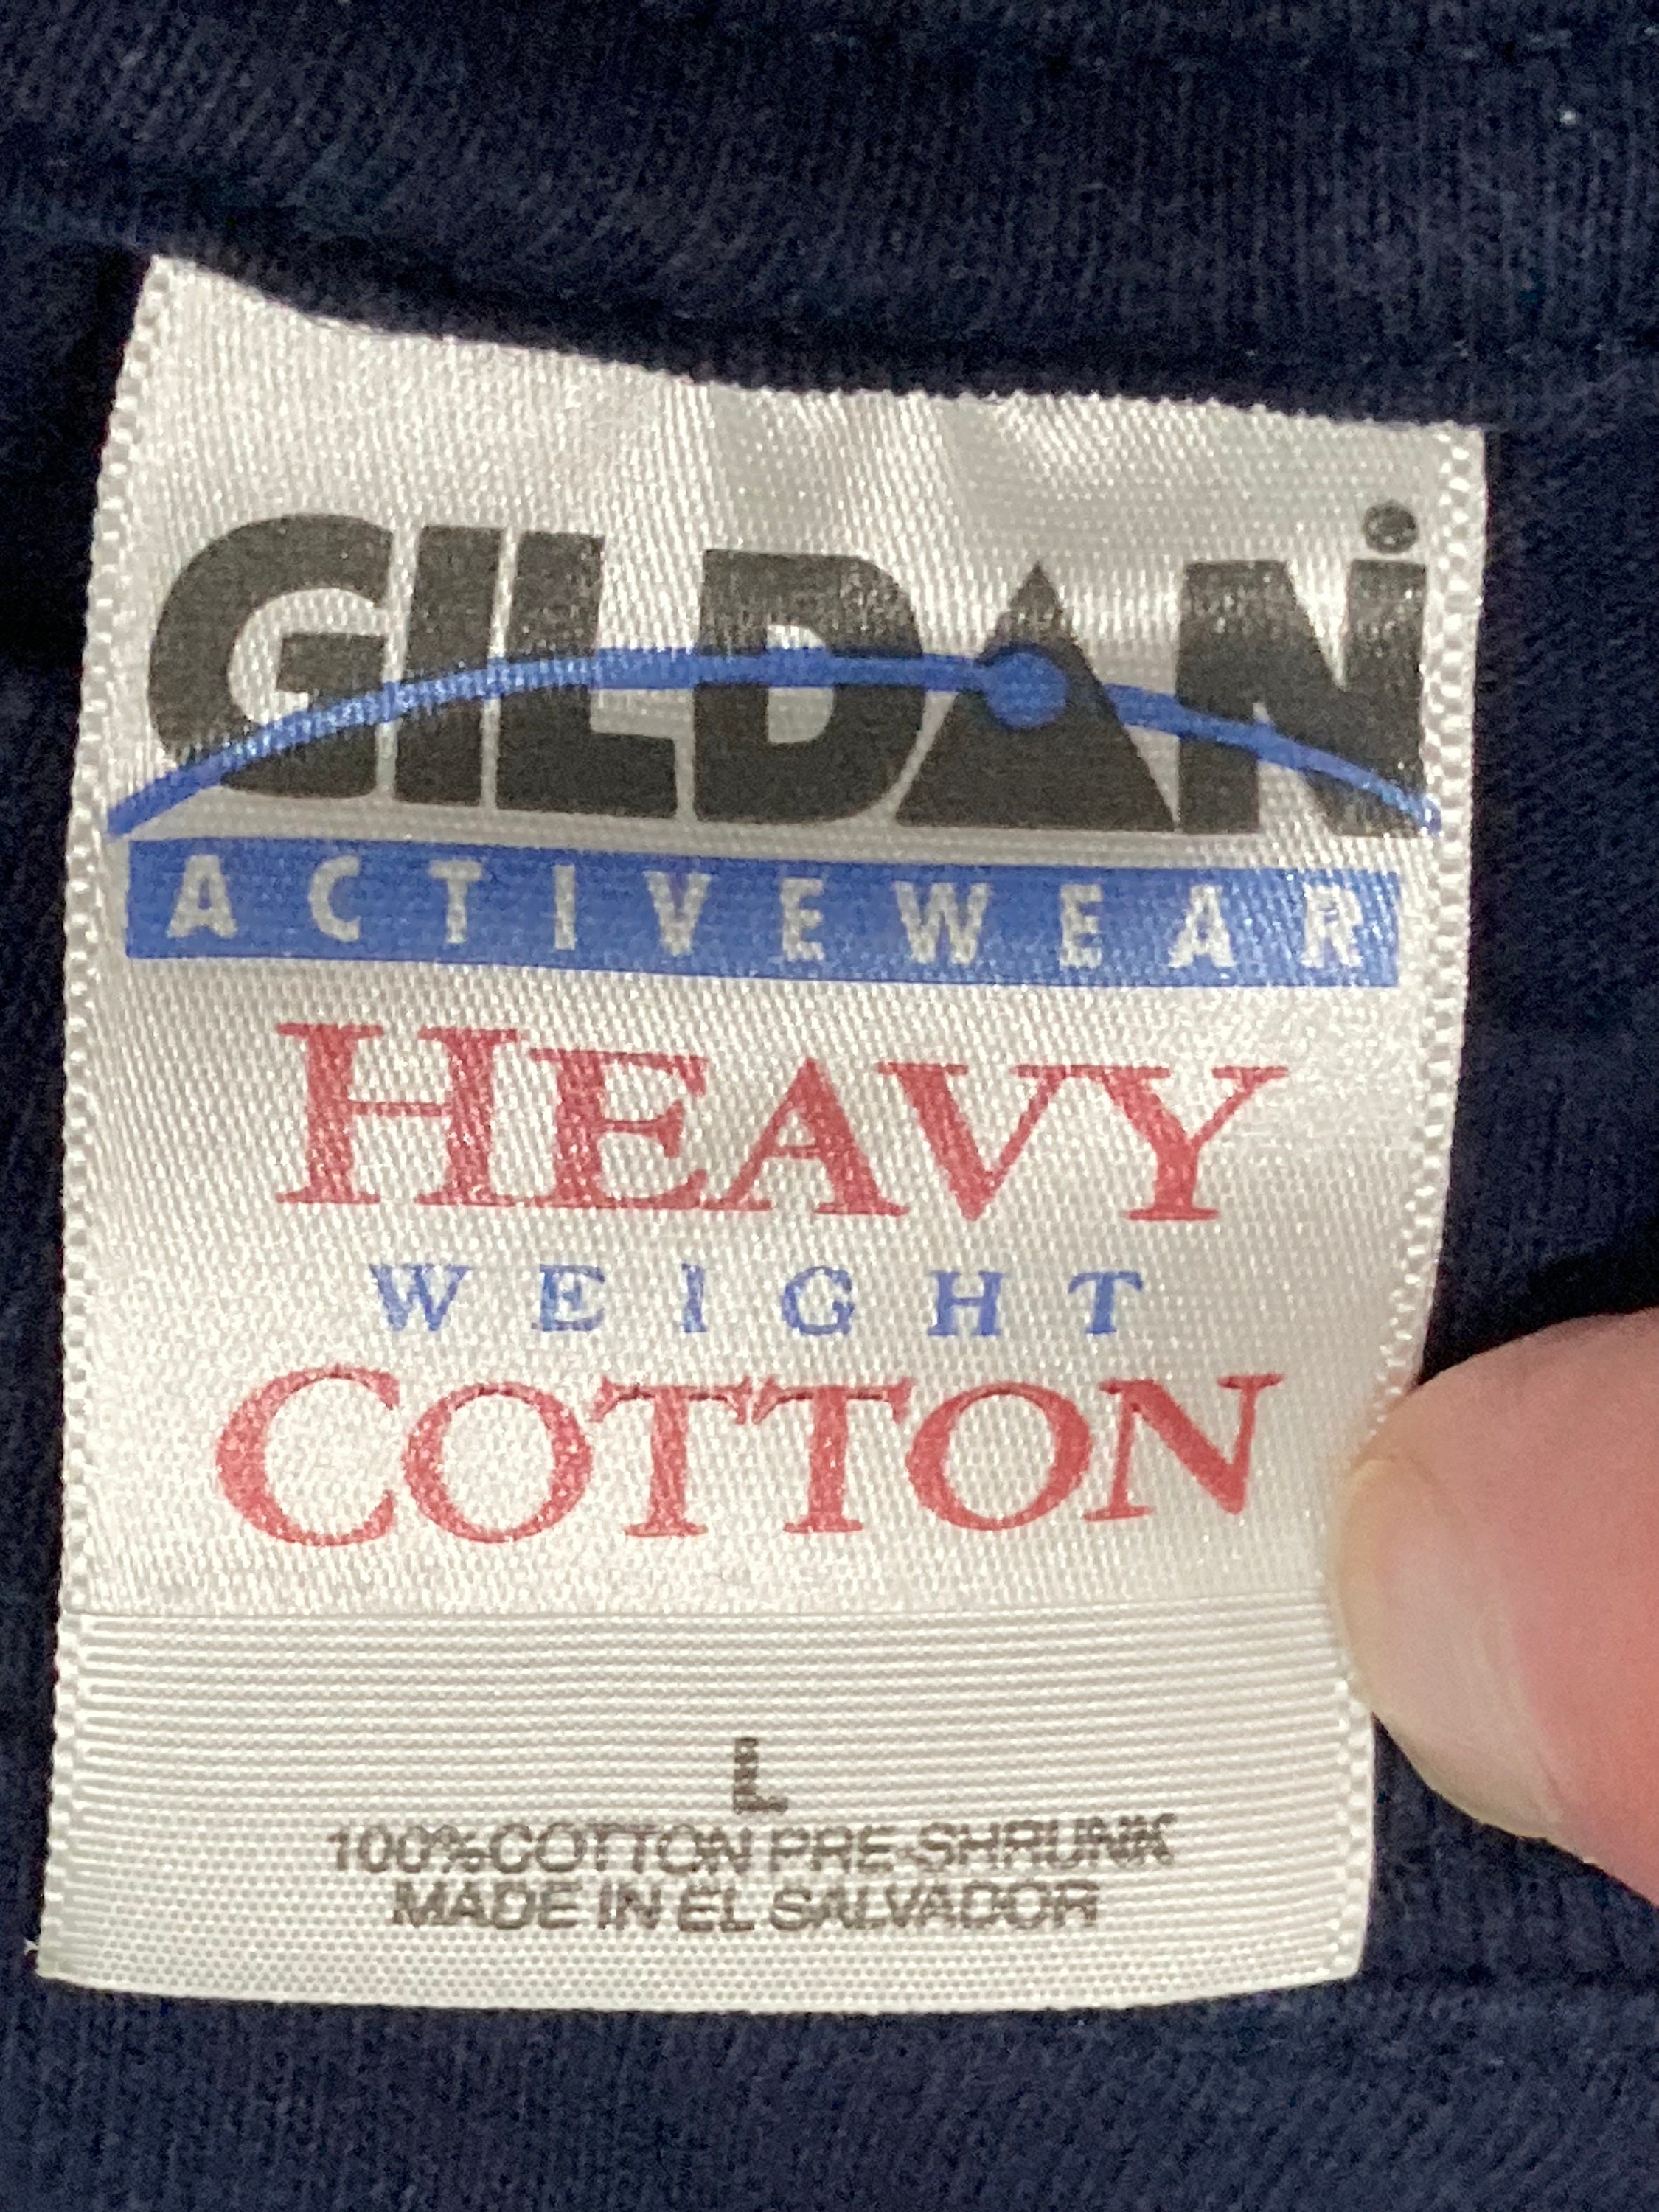 GILDAN
ACTIVEWEAR
HEAVY
WEIGHT
COTTON
L
100% COTTON PRE-SHRUNK
MADE IN EL SALVADOR